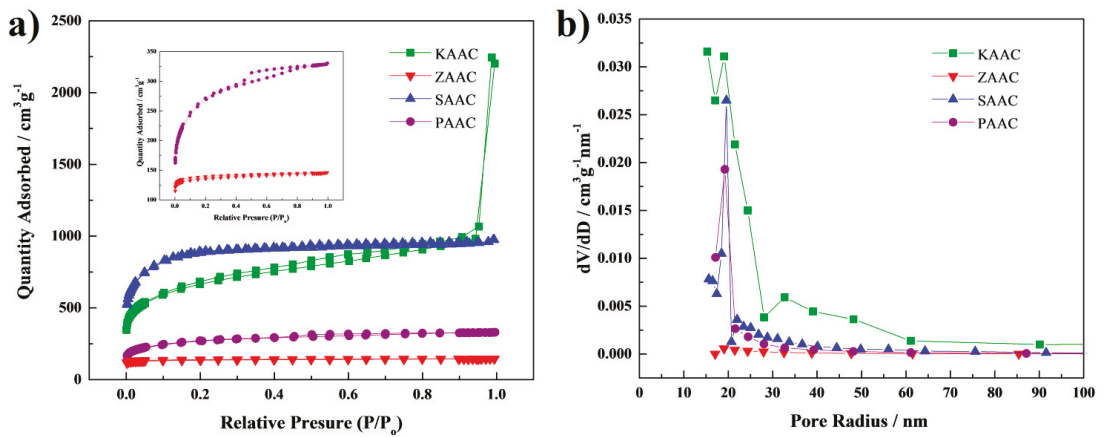 a)
2500
2000
1500
1000
500
0
0.0 0.2 0.4 0.6 0.8 1.0
Quantity Adsorbed / cm³g⁻¹
Relative Presure (P/Pₒ)
KAAC
ZAAC
SAAC
PAAC
350
300
250
200
150
100
0.0 0.2 0.4 0.6 0.8 1.0
Quantity Adsorbed / cm³g⁻¹
Relative Presure (P/Pₒ)
b)
0.035
0.030
0.025
0.020
0.015
0.010
0.005
0.000
10 20 30 40 50 60 70 80 90 100
dV/dD / cm³g⁻¹nm⁻¹
Pore Radius / nm
KAAC
ZAAC
SAAC
PAAC